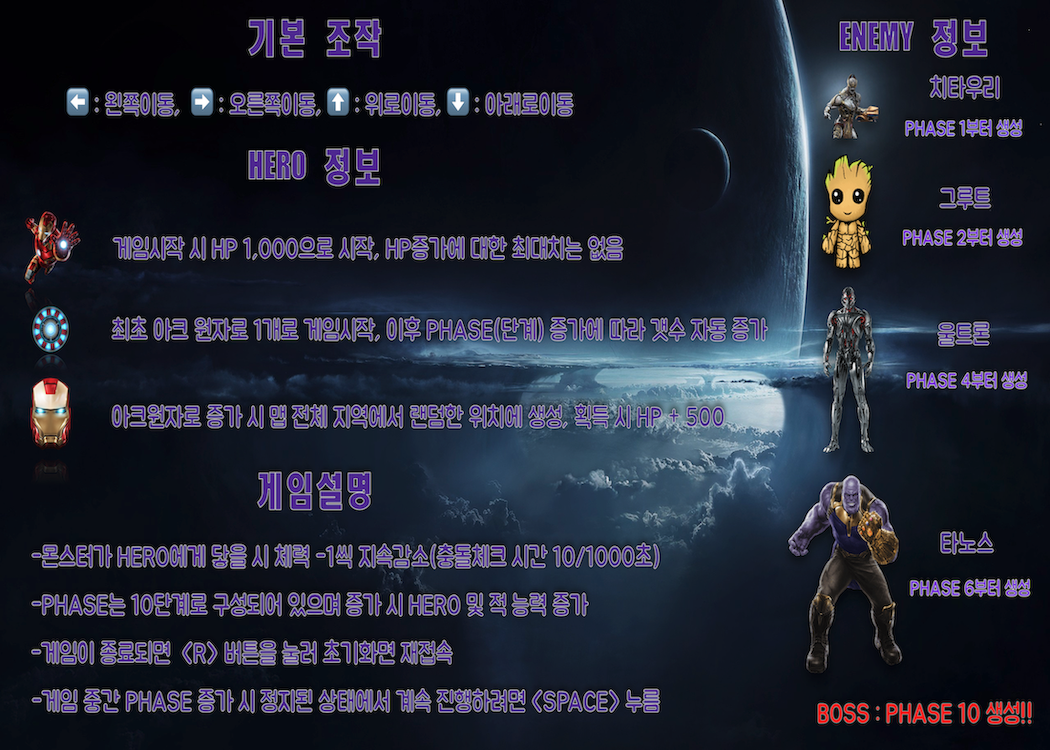 기본 조작
⬅ : 왼쪽이동, ➡ : 오른쪽이동, ⬆ : 위로이동, ⬇ : 아래로이동
HERO 정보
게임시작 시 HP 1,000으로 시작, HP증가에 대한 최대치는 없음
최초 아크 원자로 1개로 게임시작, 이후 PHASE(단계) 증가에 따라 갯수 자동 증가
아크원자로 증가 시 맵 전체 지역에서 랜덤한 위치에 생성, 획득 시 HP + 500
게임설명
-몬스터가 HERO에게 닿을 시 체력 -1씩 지속감소(충돌체크 시간 10/1000초)
-PHASE는 10단계로 구성되어 있으며 증가 시 HERO 및 적 능력 증가
-게임이 종료되면 <R> 버튼을 눌러 초기화면 재접속
-게임 중간 PHASE 증가 시 정지된 상태에서 계속 진행하려면 <SPACE> 누름
ENEMY 정보
치타우리
PHASE 1부터 생성
그루트
PHASE 2부터 생성
울트론
PHASE 4부터 생성
타노스
PHASE 6부터 생성
BOSS : PHASE 10 생성!!